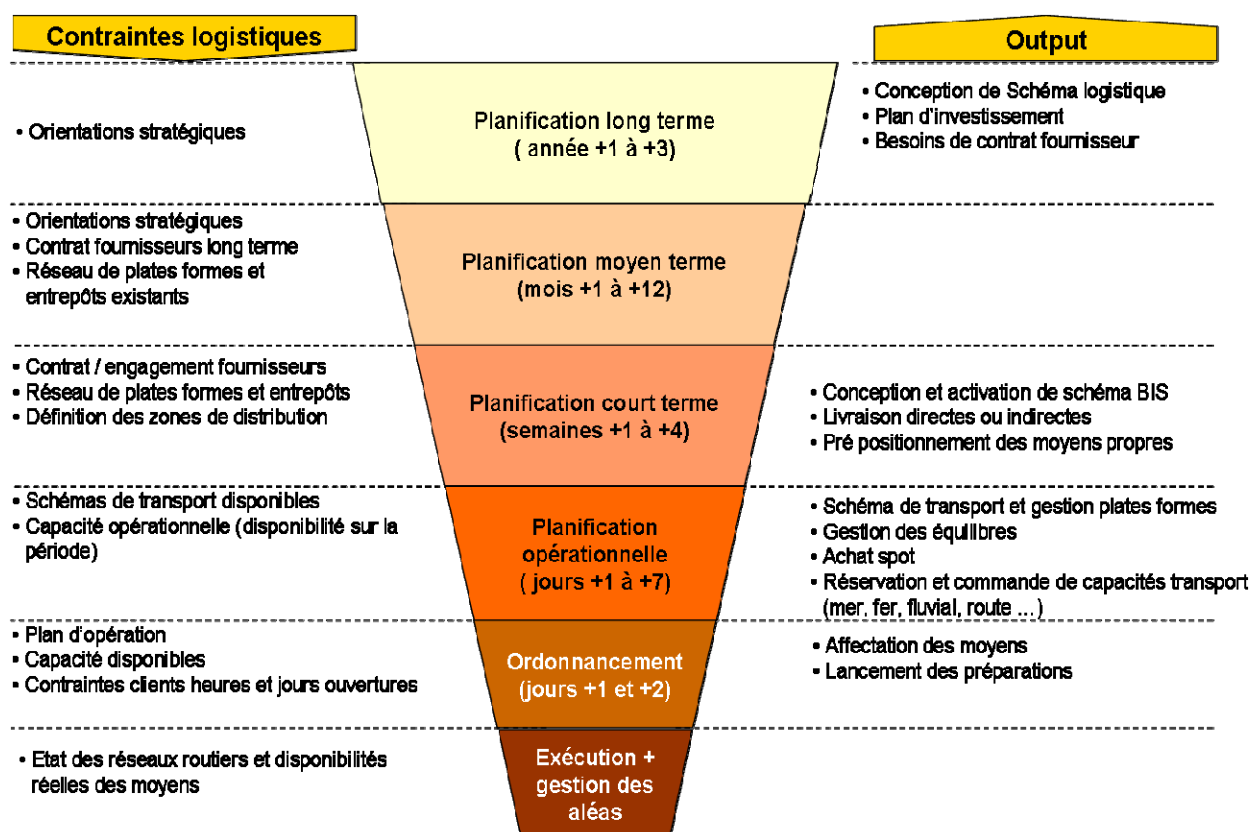 Contraintes logistiques
Output
• Orientations stratégiques
Planification long terme
( année +1 à +3)
• Conception de Schéma logistique
• Plan d'investissement
• Besoins de contrat fournisseur
• Orientations stratégiques
• Contrat fournisseurs long terme
• Réseau de plates formes et
entrepôts existants
Planification moyen terme
(mois +1 à +12)
• Contrat / engagement fournisseurs
• Réseau de plates formes et entrepôts
• Définition des zones de distribution
Planification court terme
(semaines +1 à +4)
• Conception et activation de schéma BIS
• Livraison directes ou indirectes
• Pré positionnement des moyens propres
• Schémas de transport disponibles
• Capacité opérationnelle (disponibilité sur la
période)
Planification
opérationnelle
( jours +1 à +7)
• Schéma de transport et gestion plates formes
• Gestion des équilibres
• Achat spot
• Réservation et commande de capacités transport
(mer, fer, fluvial, route ...)
• Plan d'opération
• Capacité disponibles
• Contraintes clients heures et jours ouvertures
Ordonnancement
(jours +1 et +2)
• Affectation des moyens
• Lancement des préparations
• Etat des réseaux routiers et disponibilités
réelles des moyens
Exécution +
gestion des
aléas